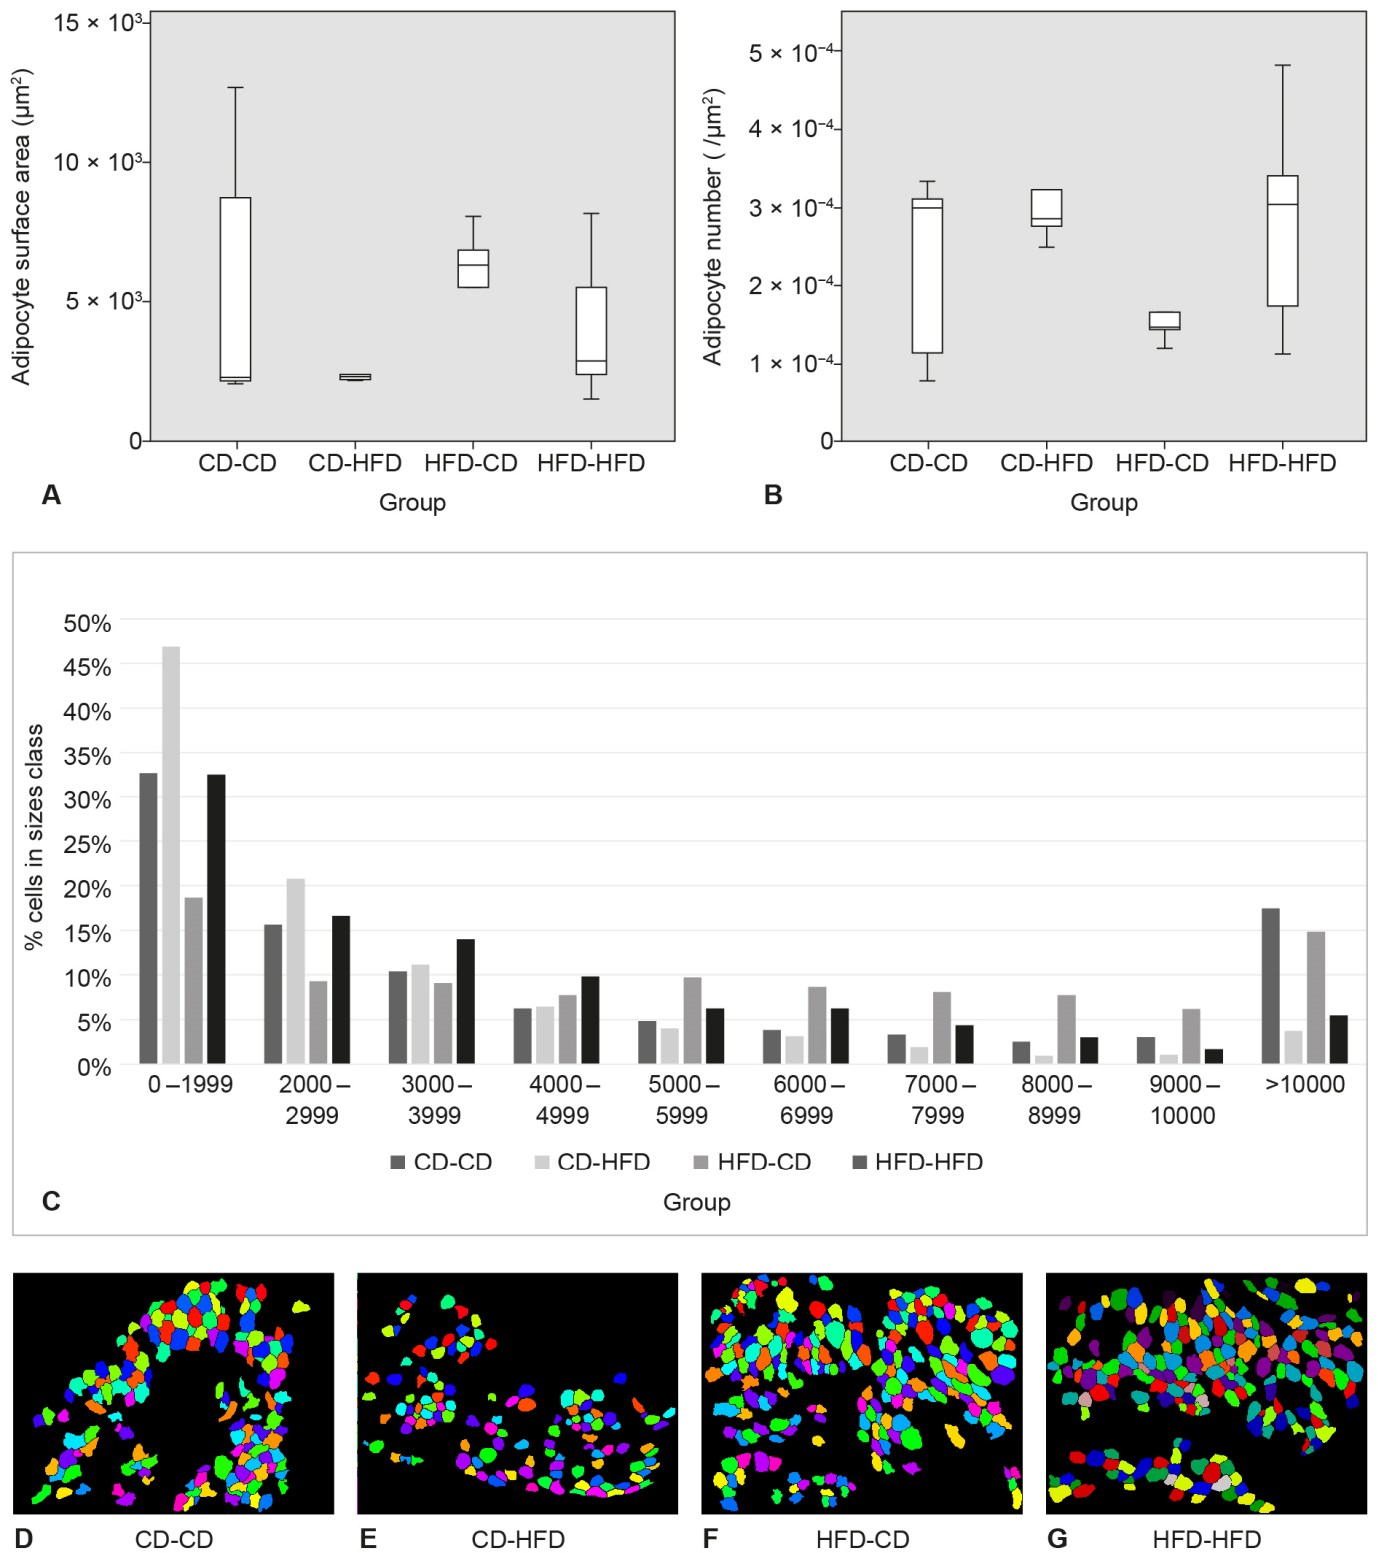 15 × 10³
10 × 10³
5 × 10³
0
Adipocyte surface area (μm²)
CD-CD CD-HFD HFD-CD HFD-HFD
Group
A
5 × 10⁻⁴
4 × 10⁻⁴
3 × 10⁻⁴
2 × 10⁻⁴
1 × 10⁻⁴
0
Adipocyte number ( /μm²)
CD-CD CD-HFD HFD-CD HFD-HFD
Group
B
50%
45%
40%
35%
30%
25%
20%
15%
10%
5%
0%
% cells in sizes class
0–1999 2000– 3000– 4000– 5000– 6000– 7000– 8000– 9000– >10000
2999 3999 4999 5999 6999 7999 8999 10000
CD-CD CD-HFD HFD-CD HFD-HFD
Group
C
D CD-CD
E CD-HFD
F HFD-CD
G HFD-HFD